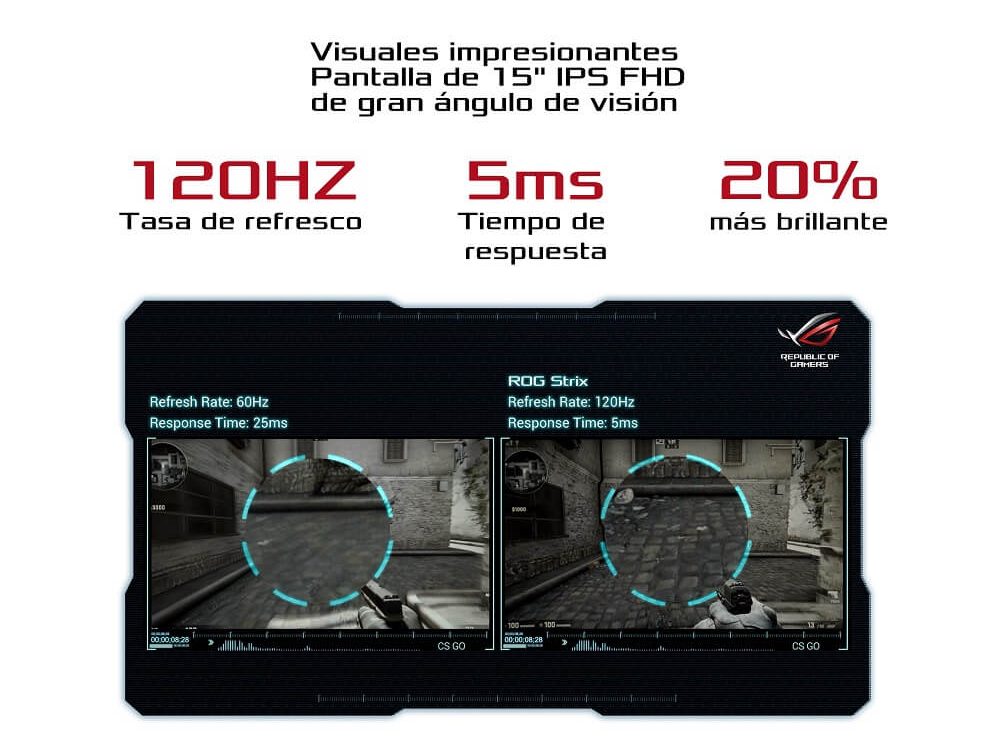 Visuales impresionantes
Pantalla de 15" IPS FHD
de gran ángulo de visión
120HZ
Tasa de refresco
5ms
Tiempo de
respuesta
20%
más brillante
REPUBLIC OF
GAMERS
Refresh Rate: 60Hz
Response Time: 25ms
ROG Strix
Refresh Rate: 120Hz
Response Time: 5ms
00:00:08:28
CS GO
$1000
100
100
13
00:00:08:28
CS GO